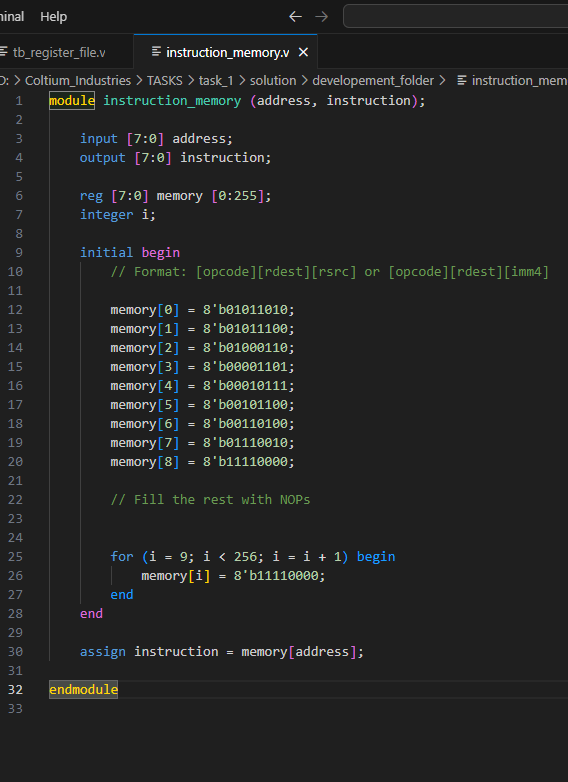 minal Help
tb_register_file.v instruction_memory.v
D: > Coltium_Industries > TASKS > task_1 > solution > developement_folder > instruction_mem
1 module instruction_memory (address, instruction);
2
3 input [7:0] address;
4 output [7:0] instruction;
5
6 reg [7:0] memory [0:255];
7 integer i;
8
9 initial begin
10 // Format: [opcode][rdest][rsrc] or [opcode][rdest][imm4]
11
12 memory[0] = 8'b01011010;
13 memory[1] = 8'b01011100;
14 memory[2] = 8'b01000110;
15 memory[3] = 8'b00001101;
16 memory[4] = 8'b00010111;
17 memory[5] = 8'b00101100;
18 memory[6] = 8'b00110100;
19 memory[7] = 8'b01110010;
20 memory[8] = 8'b11110000;
21
22 // Fill the rest with NOPs
23
24
25 for (i = 9; i < 256; i = i + 1) begin
26 memory[i] = 8'b11110000;
27 end
28 end
29
30 assign instruction = memory[address];
31
32 endmodule
33